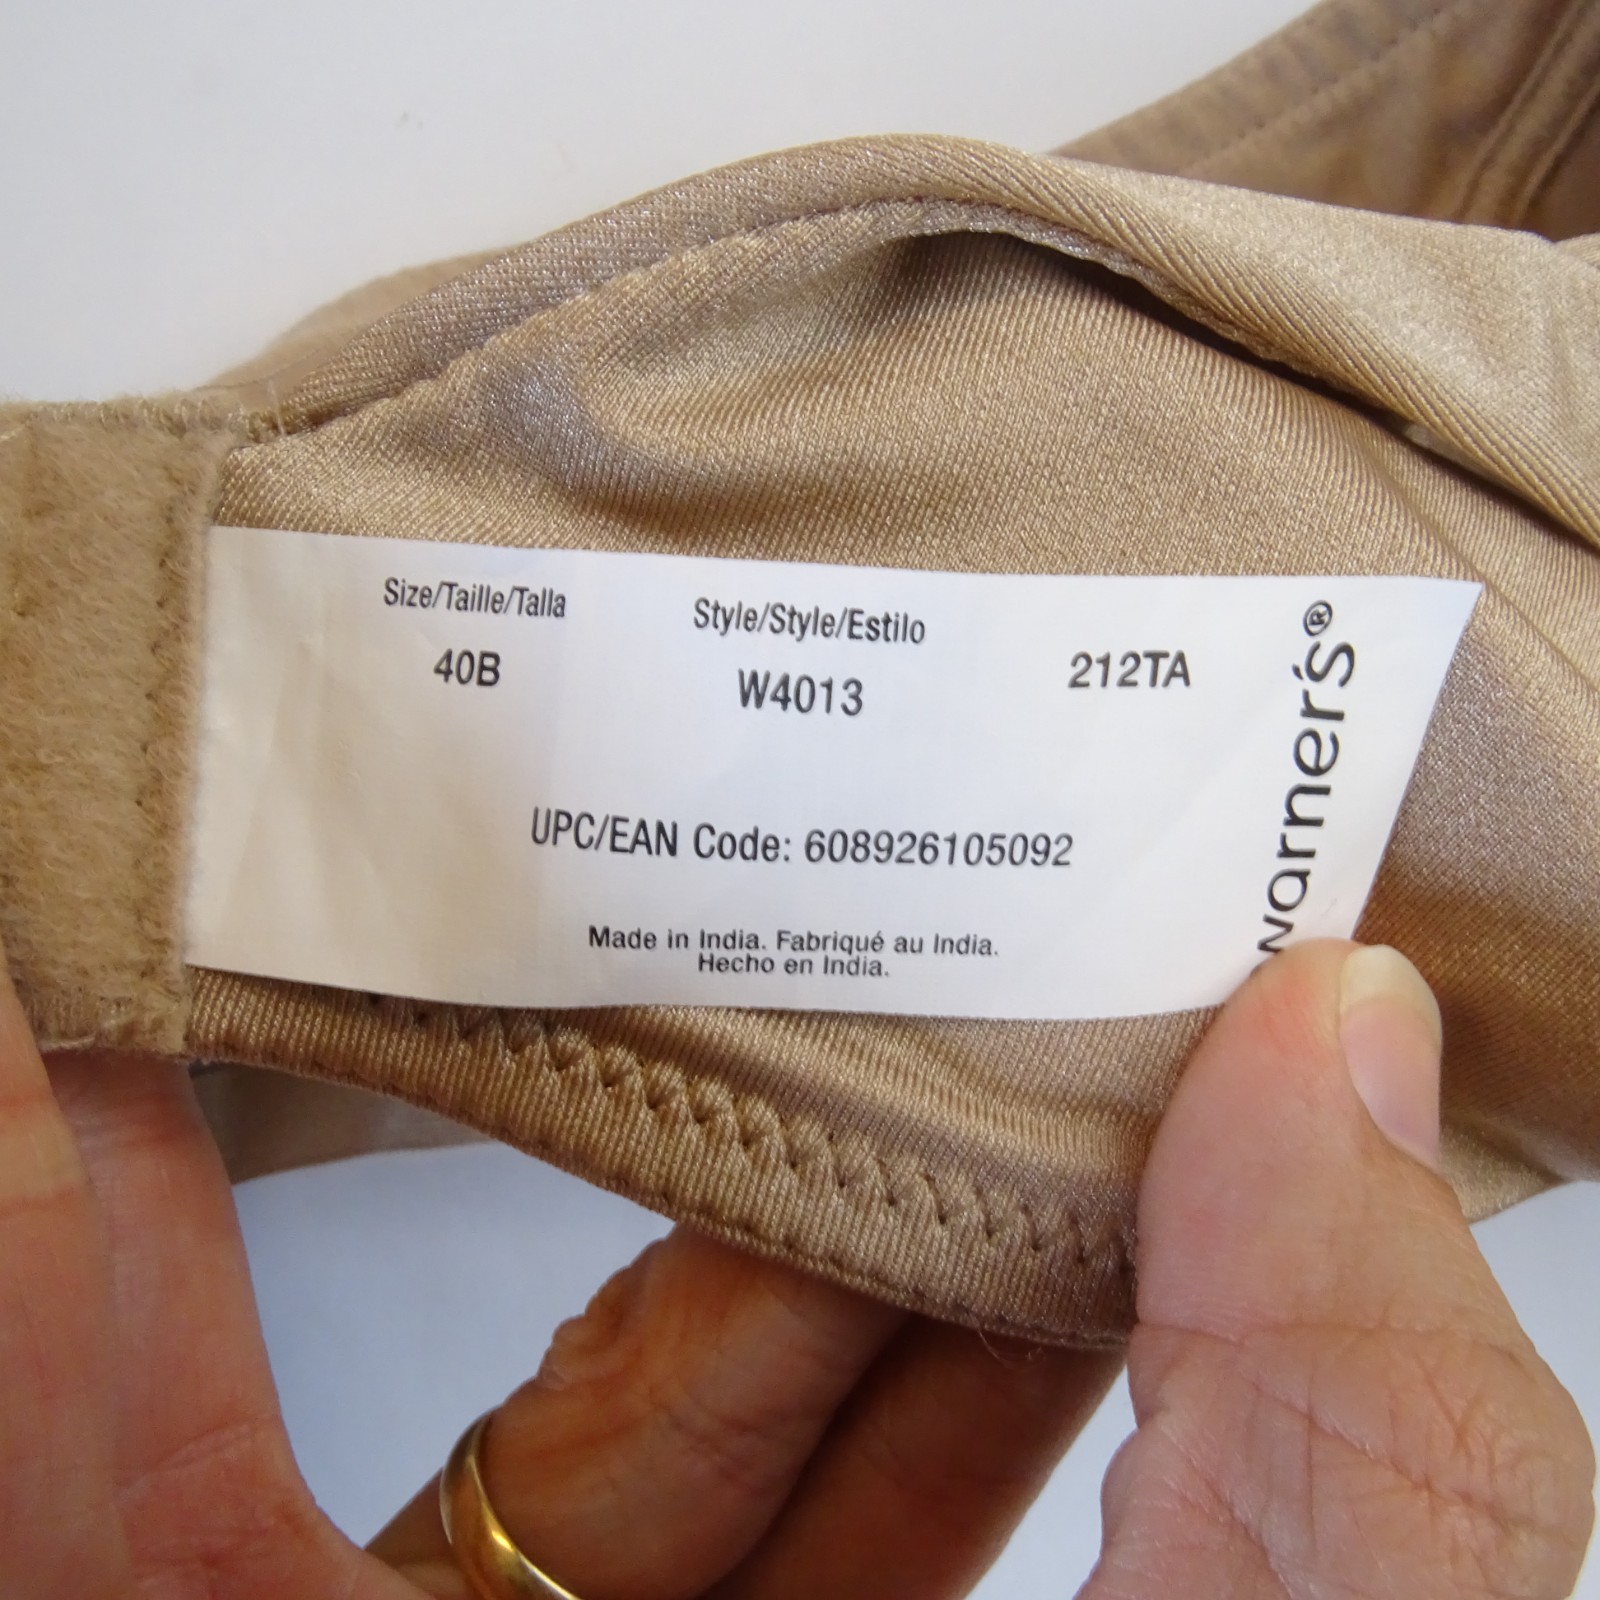 Size/Taille/Talla
40B
Style/Style/Estilo
W4013
212TA
UPC/EAN Code: 608926105092
Made in India. Fabriqué au India.
Hecho en India.
warner's®